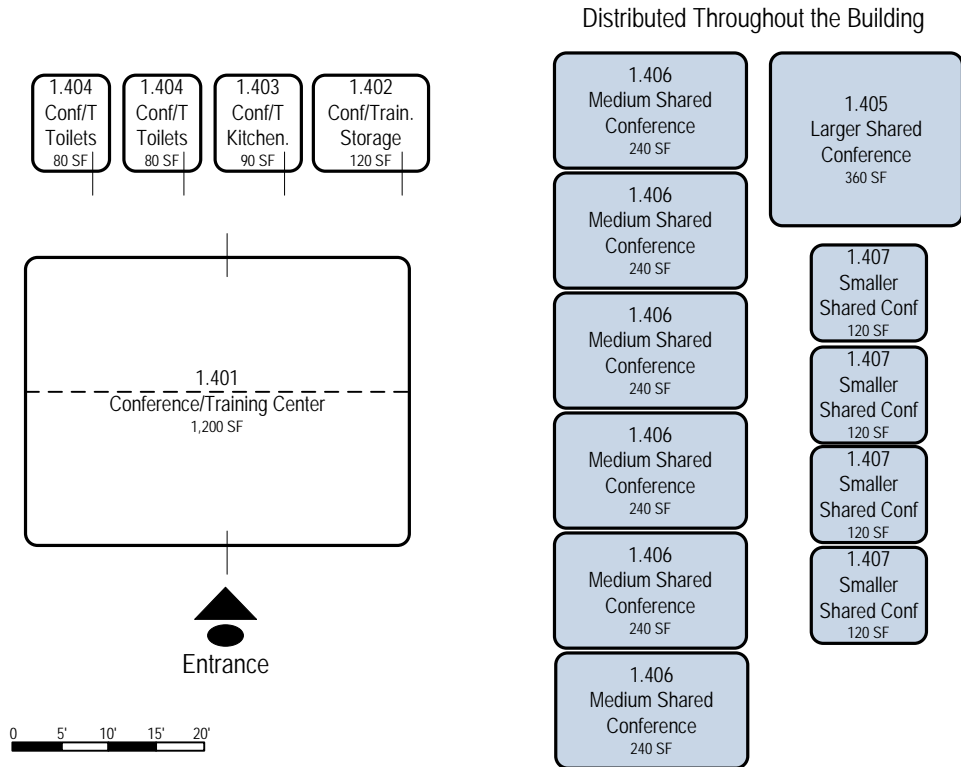 Distributed Throughout the Building
1.404
Conf/T
Toilets
80 SF
1.404
Conf/T
Toilets
80 SF
1.403
Conf/T
Kitchen.
90 SF
1.402
Conf/Train.
Storage
120 SF
1.401
Conference/Training Center
1,200 SF
Entrance
0 5' 10' 15' 20'
1.406
Medium Shared
Conference
240 SF
1.406
Medium Shared
Conference
240 SF
1.406
Medium Shared
Conference
240 SF
1.406
Medium Shared
Conference
240 SF
1.406
Medium Shared
Conference
240 SF
1.406
Medium Shared
Conference
240 SF
1.405
Larger Shared
Conference
360 SF
1.407
Smaller
Shared Conf
120 SF
1.407
Smaller
Shared Conf
120 SF
1.407
Smaller
Shared Conf
120 SF
1.407
Smaller
Shared Conf
120 SF